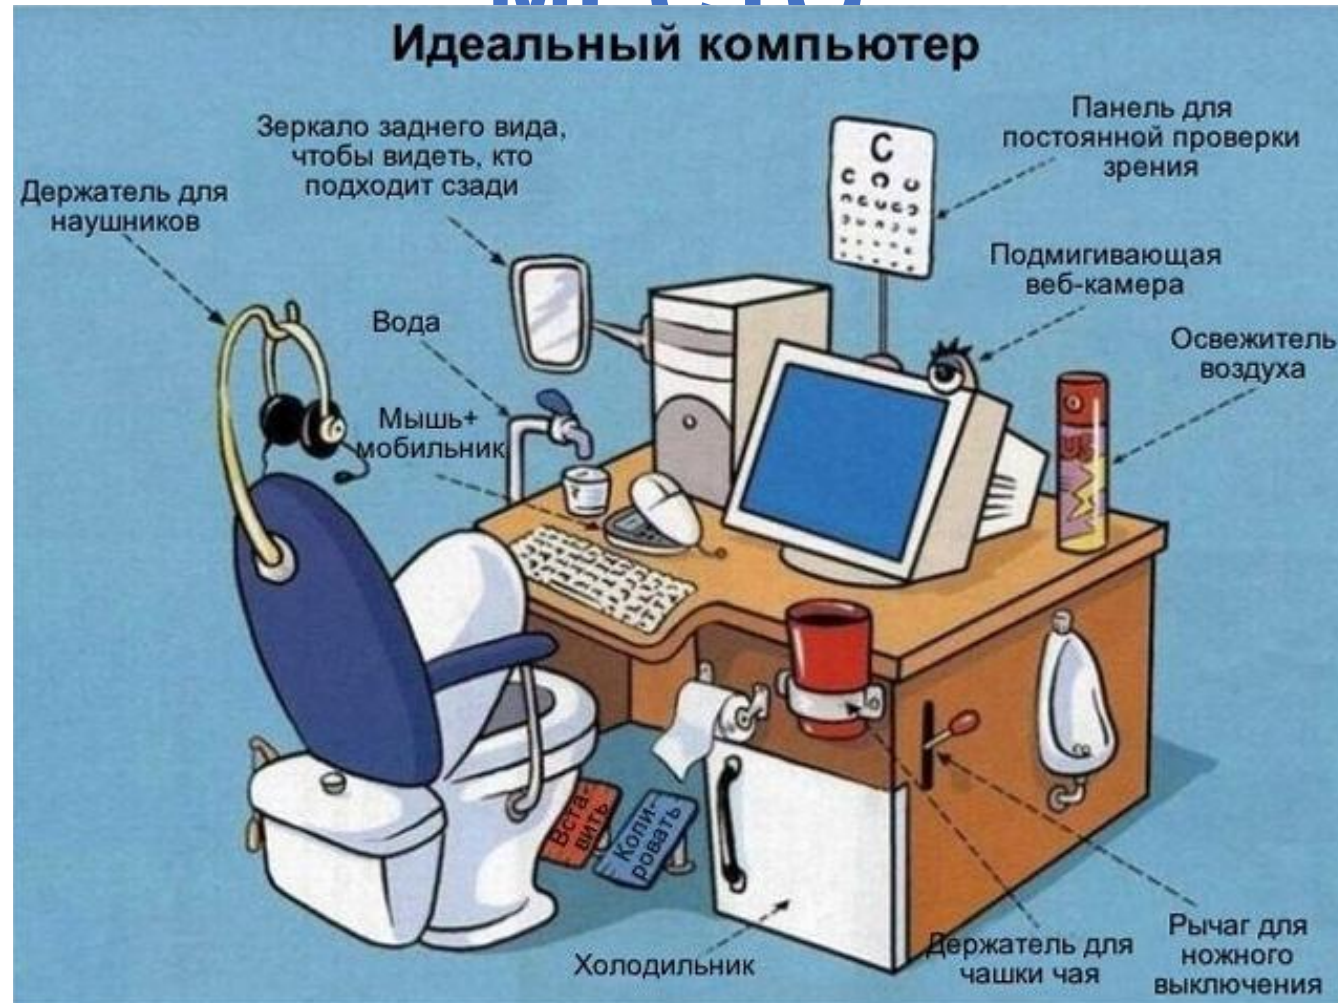 Идеальный компьютер
Зеркало заднего вида,
чтобы видеть, кто
подходит сзади
Панель для
постоянной проверки
зрения
Держатель для
наушников
Подмигивающая
веб-камера
Вода
Освежитель
воздуха
Мышь+
мобильник
С
Вста-
вить
Копи-
ровать
Холодильник
Держатель для
чашки чая
Рычаг для
ножного
выключения